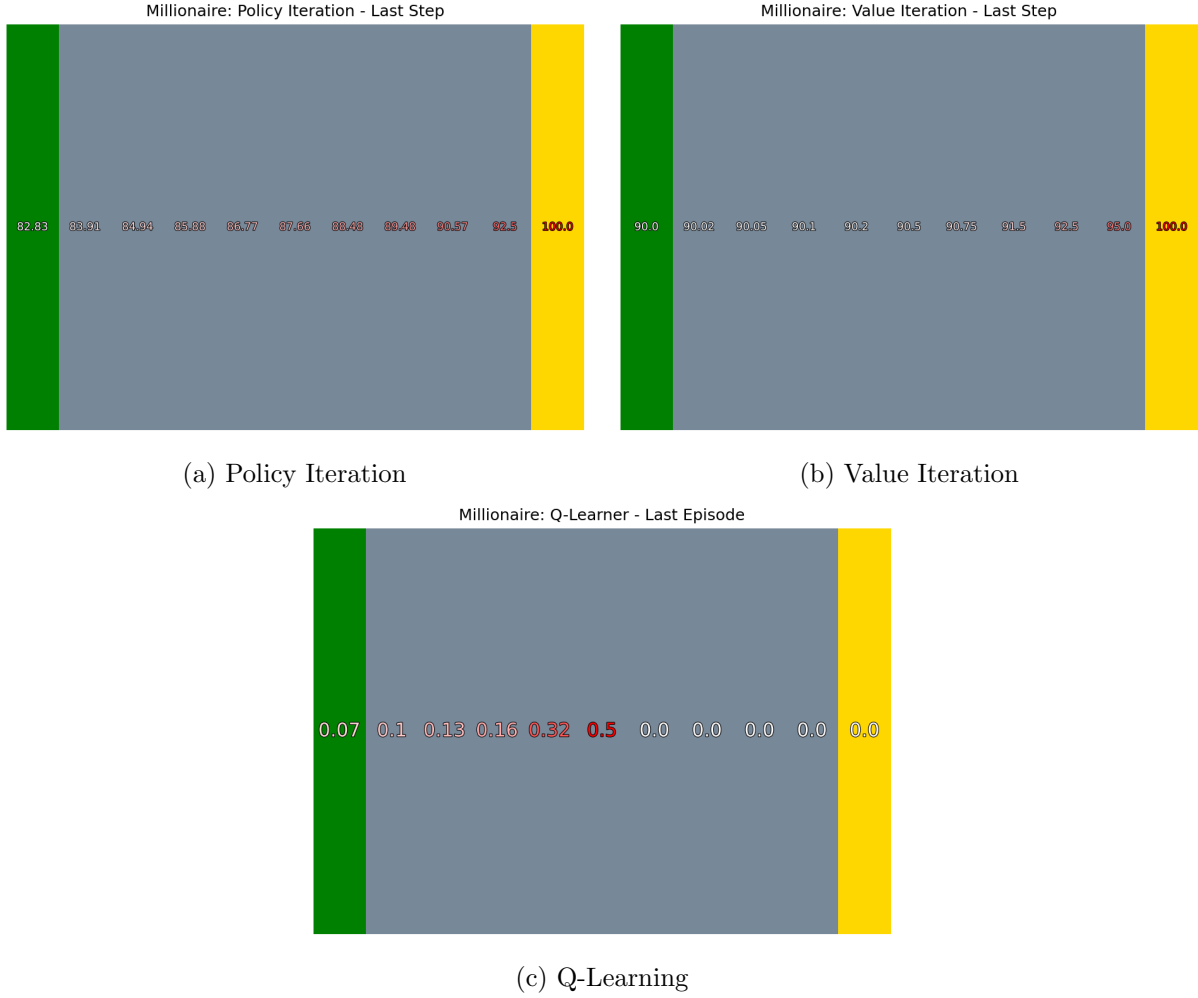 Millionaire: Policy Iteration - Last Step
82.83 83.91 84.94 85.88 86.77 87.66 88.48 89.48 90.57 92.5 100.0
(a) Policy Iteration
Millionaire: Value Iteration - Last Step
90.0 90.02 90.05 90.1 90.2 90.5 90.75 91.5 92.5 95.0 100.0
(b) Value Iteration
Millionaire: Q-Learner - Last Episode
0.07 0.1 0.13 0.16 0.32 0.5 0.0 0.0 0.0 0.0 0.0
(c) Q-Learning